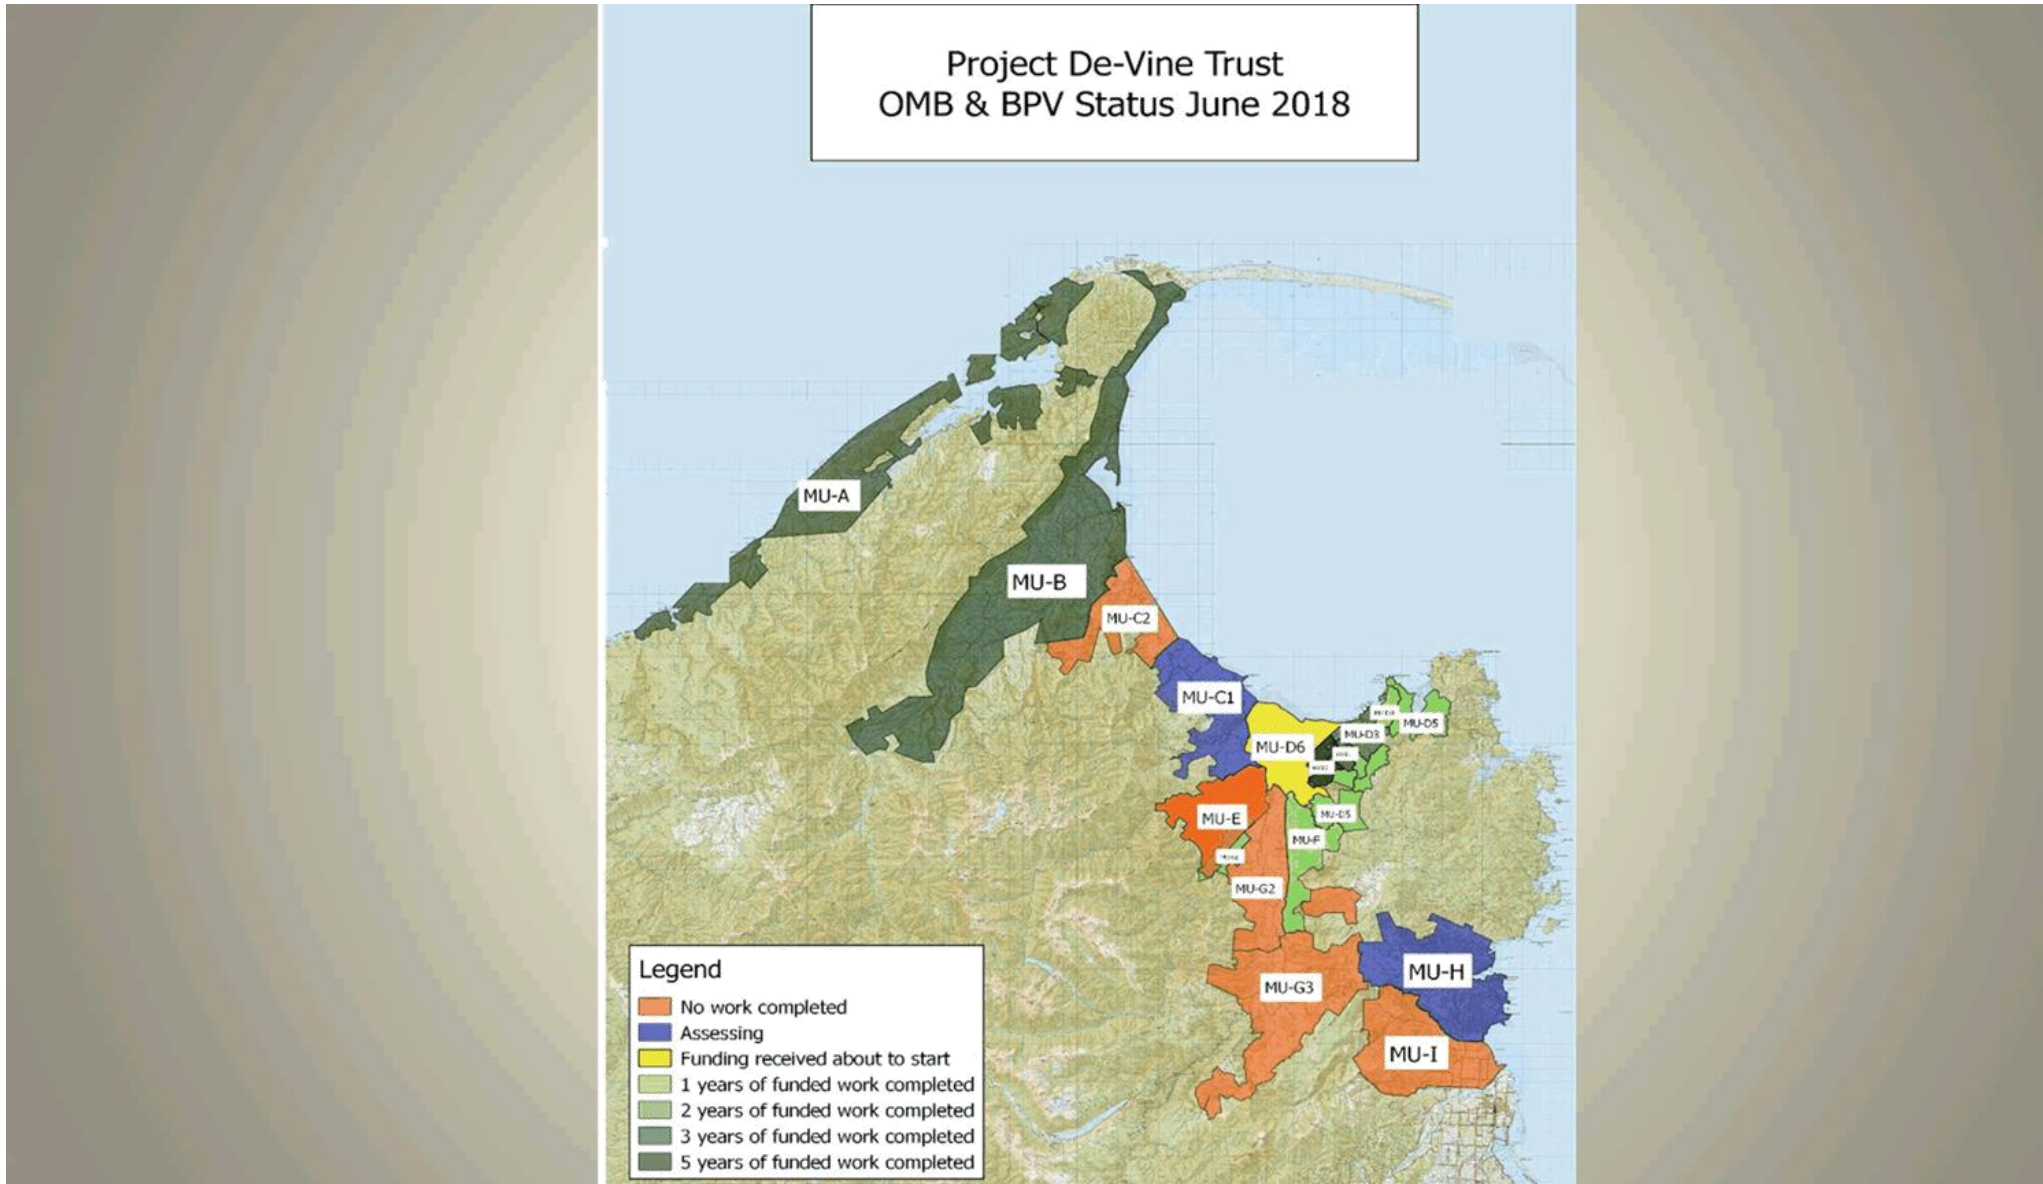 Project De-Vine Trust
OMB & BPV Status June 2018
MU-A
MU-B
MU-C2
MU-C1
MU-D5
MU-D3
MU-D6
MU-D5
MU-E
MU-F
MU-G2
MU-H
MU-G3
MU-I
Legend
No work completed
Assessing
Funding received about to start
1 years of funded work completed
2 years of funded work completed
3 years of funded work completed
5 years of funded work completed